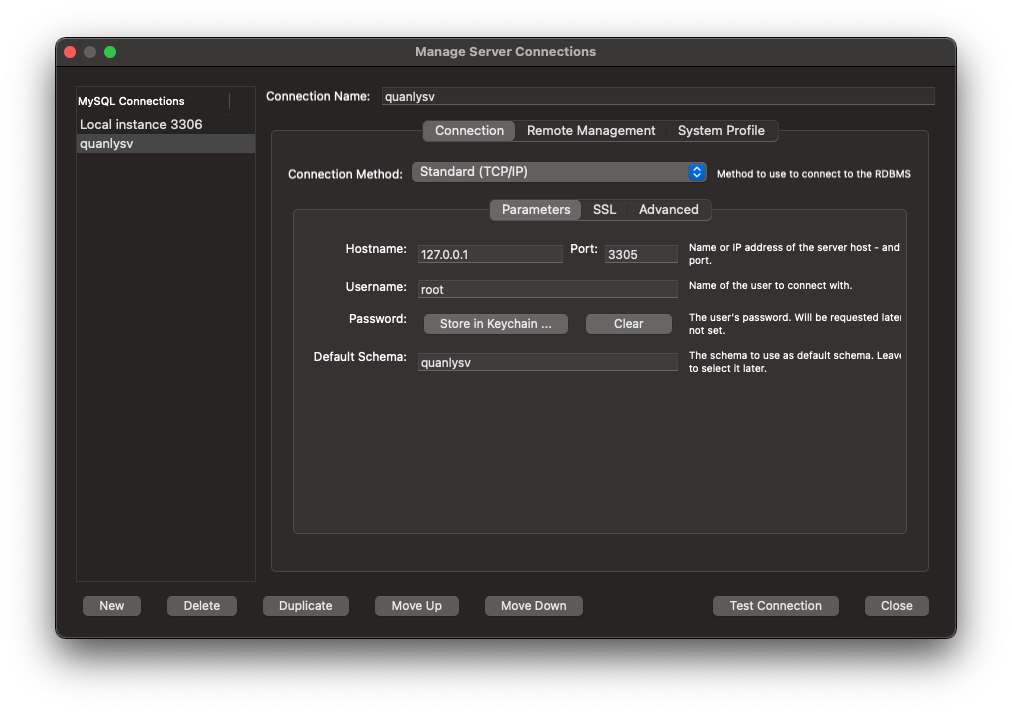 Manage Server Connections
MySQL Connections
Local instance 3306
quanlysv
Connection Name: quanlysv
Connection Remote Management System Profile
Connection Method: Standard (TCP/IP) Method to use to connect to the RDBMS
Parameters SSL Advanced
Hostname: 127.0.0.1 Port: 3305 Name or IP address of the server host - and
port.
Username: root Name of the user to connect with.
Password: Store in Keychain ... Clear The user's password. Will be requested later
not set.
Default Schema: quanlysv The schema to use as default schema. Leave
to select it later.
New Delete Duplicate Move Up Move Down Test Connection Close